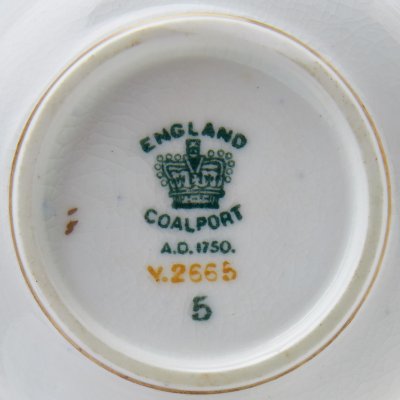 ENGLAND
COALPORT
A.D. 1750.
Y.2665
5